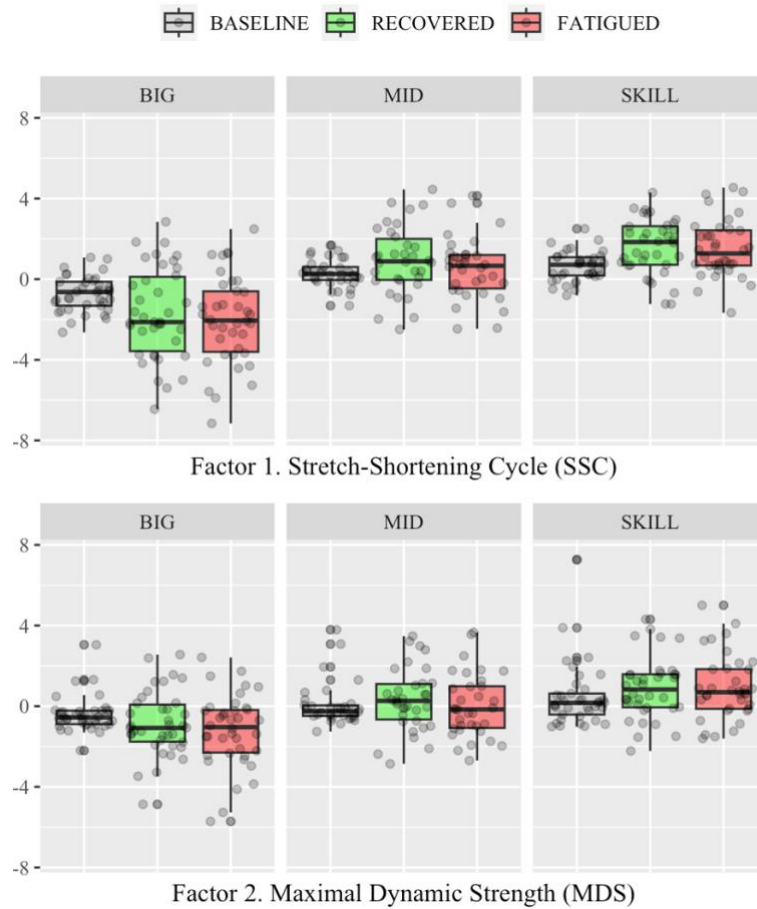 BASELINE RECOVERED FATIGUED
BIG MID SKILL
8
4
0
-4
-8
Factor 1. Stretch-Shortening Cycle (SSC)
BIG MID SKILL
8
4
0
-4
-8
Factor 2. Maximal Dynamic Strength (MDS)